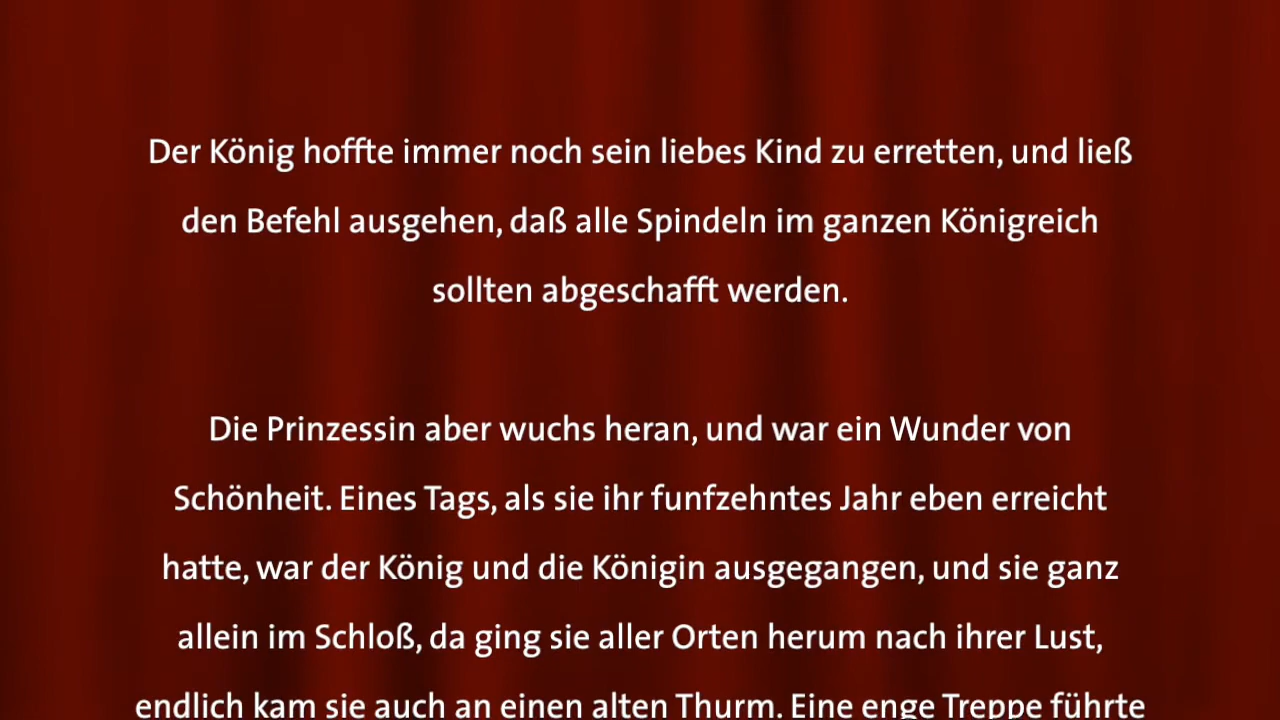 Der König hoffte immer noch sein liebes Kind zu erretten, und ließ
den Befehl ausgehen, daß alle Spindeln im ganzen Königreich
sollten abgeschafft werden.
Die Prinzessin aber wuchs heran, und war ein Wunder von
Schönheit. Eines Tags, als sie ihr funfzehntes Jahr eben erreicht
hatte, war der König und die Königin ausgegangen, und sie ganz
allein im Schloß, da ging sie aller Orten herum nach ihrer Lust,
endlich kam sie auch an einen alten Thurm. Eine enge Treppe führte